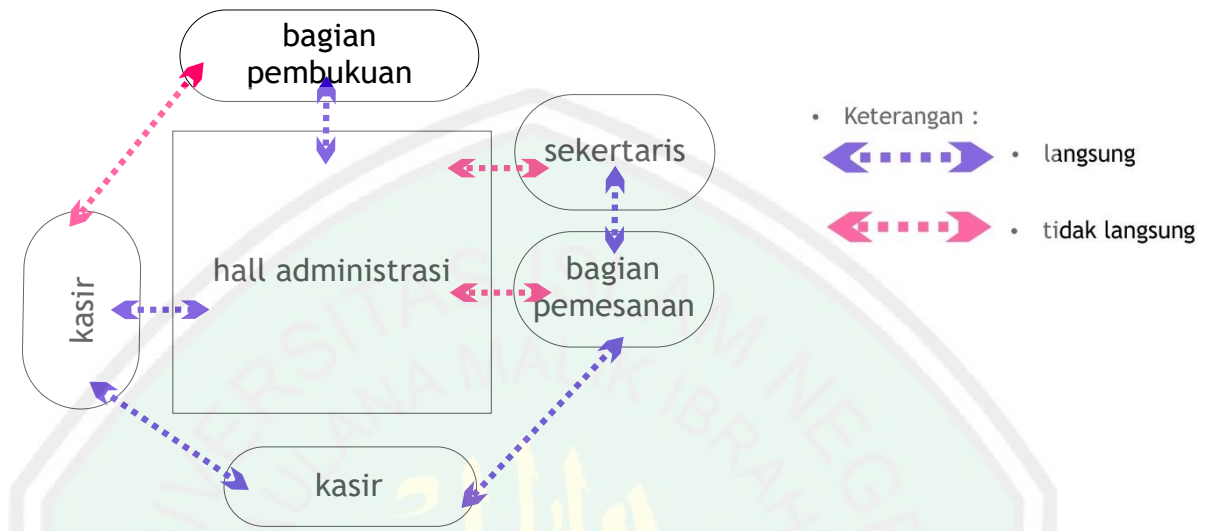 bagian
pembukuan
sekertaris
• Keterangan :
• langsung
• tidak langsung
hall administrasi
bagian
pemesanan
kasir
kasir